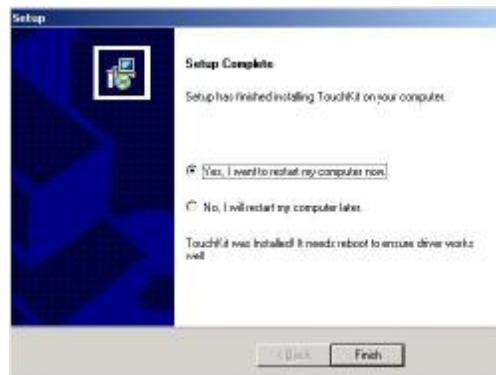 Setup
Setup Complete
Setup has finished installing TouchKit on your computer.
Yes, I want to restart my computer now.
No, I will restart my computer later.
TouchKit was Installed! It needs reboot to ensure driver works
well
< Back
Finish